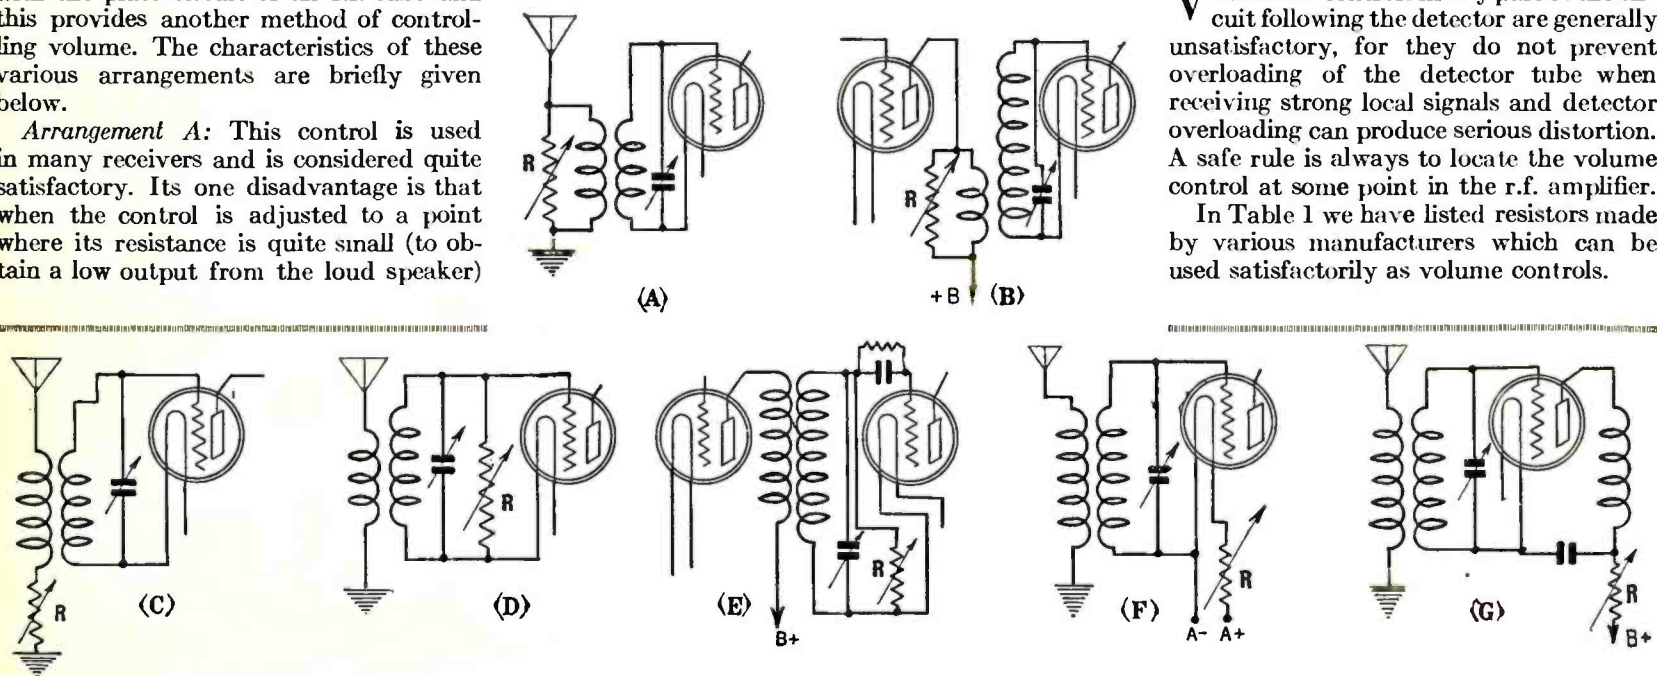 this provides another method of control-
ling volume. The characteristics of these
various arrangements are briefly given
below.
Arrangement A: This control is used
in many receivers and is considered quite
satisfactory. Its one disadvantage is that
when the control is adjusted to a point
where its resistance is quite small (to ob-
tain a low output from the loud speaker)
R
(A)
R
+ B
(B)
cuit following the detector are generally
unsatisfactory, for they do not prevent
overloading of the detector tube when
receiving strong local signals and detector
overloading can produce serious distortion.
A safe rule is always to locate the volume
control at some point in the r.f. amplifier.
In Table 1 we have listed resistors made
by various manufacturers which can be
used satisfactorily as volume controls.
R
(C)
R
(D)
(E)
R
B+
(F)
R
A- A+
(G)
R
B+